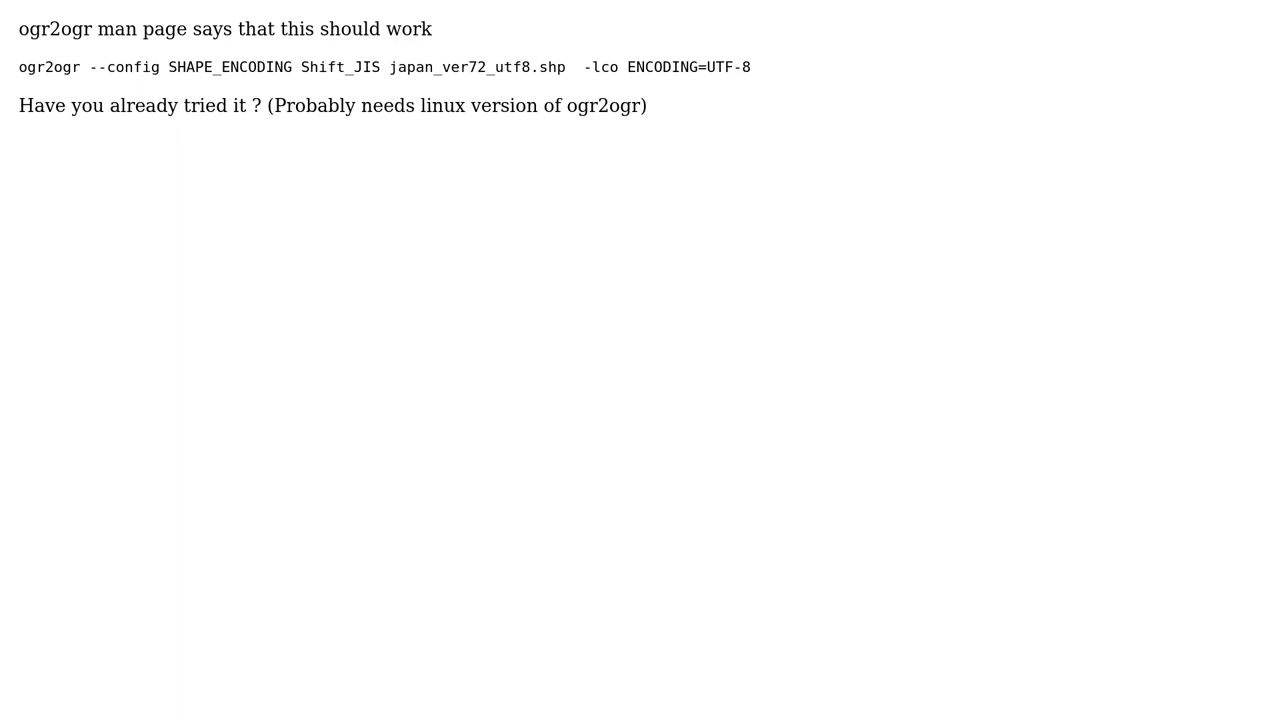 ogr2ogr man page says that this should work
ogr2ogr --config SHAPE_ENCODING Shift_JIS japan_ver72_utf8.shp  -lco ENCODING=UTF-8
Have you already tried it ? (Probably needs linux version of ogr2ogr)